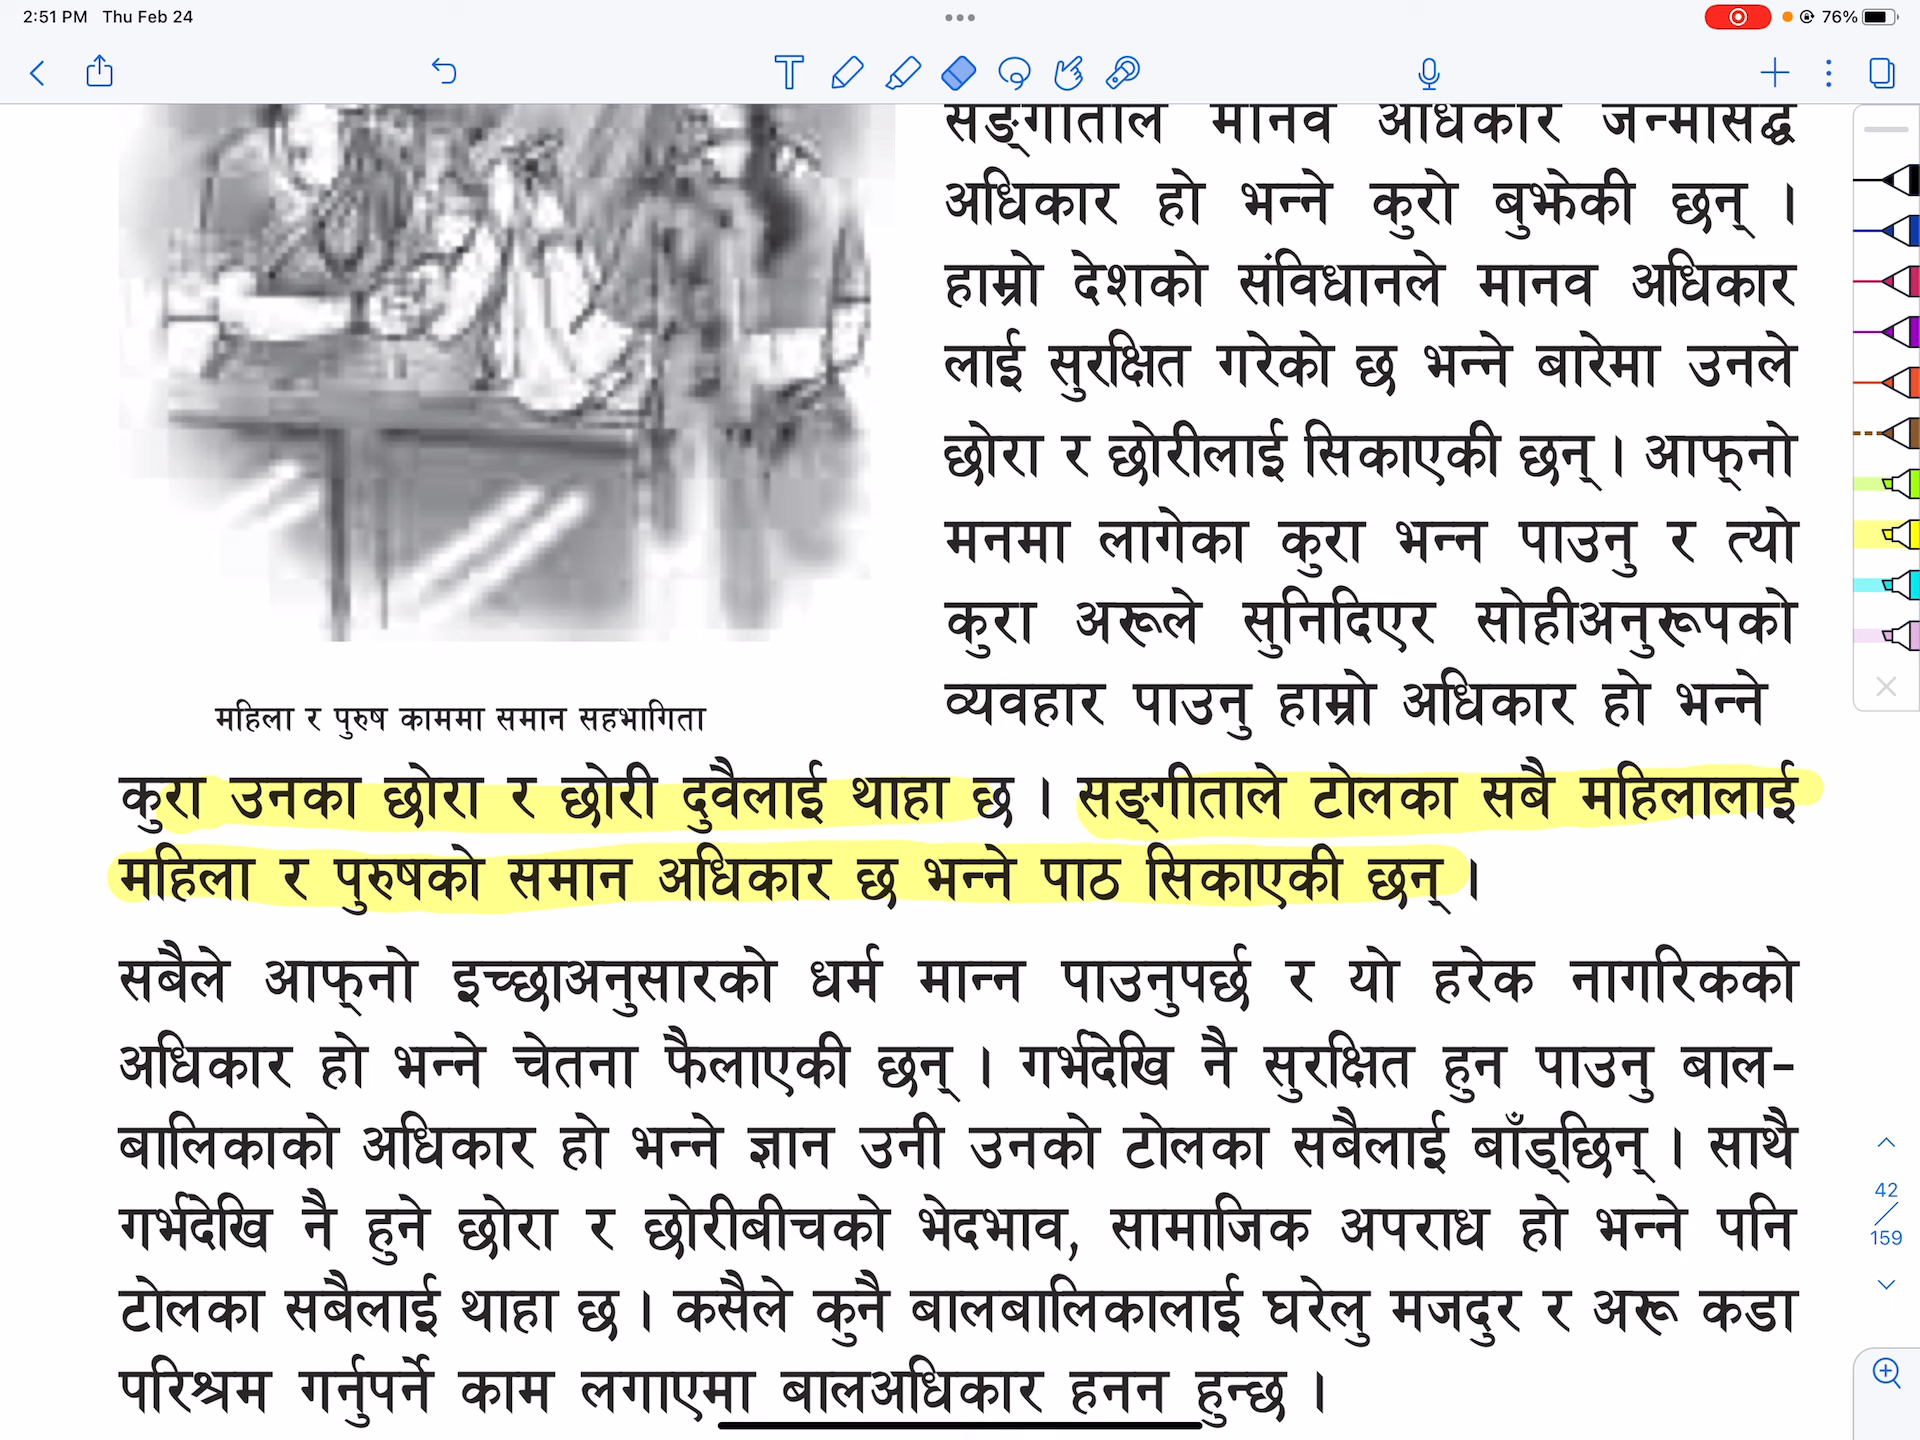 2:51 PM Thu Feb 24
76%
सङ्गीताले मानव अधिकार जन्मसिद्ध
अधिकार हो भन्ने कुरो बुझेकी छन् ।
हाम्रो देशको संविधानले मानव अधिकार
लाई सुरक्षित गरेको छ भन्ने बारेमा उनले
छोरा र छोरीलाई सिकाएकी छन् । आफ्‌नो
मनमा लागेका कुरा भन्न पाउनु र त्यो
कुरा अरूले सुनिदिएर सोहीअनुरूपको
व्यवहार पाउनु हाम्रो अधिकार हो भन्ने
महिला र पुरुष काममा समान सहभागिता
कुरा उनका छोरा र छोरी दुवैलाई थाहा छ । सङ्गीताले टोलका सबै महिलालाई
महिला र पुरुषको समान अधिकार छ भन्ने पाठ सिकाएकी छन् ।
सबैले आफ्‌नो इच्छाअनुसारको धर्म मान्न पाउनुपर्छ र यो हरेक नागरिकको
अधिकार हो भन्ने चेतना फैलाएकी छन् । गर्भदेखि नै सुरक्षित हुन पाउनु बाल-
बालिकाको अधिकार हो भन्ने ज्ञान उनी उनको टोलका सबैलाई बाँड्छिन् । साथै
गर्भदेखि नै हुने छोरा र छोरीबीचको भेदभाव, सामाजिक अपराध हो भन्ने पनि
टोलका सबैलाई थाहा छ । कसैले कुनै बालबालिकालाई घरेलु मजदुर र अरू कडा
परिश्रम गर्नुपर्ने काम लगाएमा बालअधिकार हनन हुन्छ ।
42
/
159